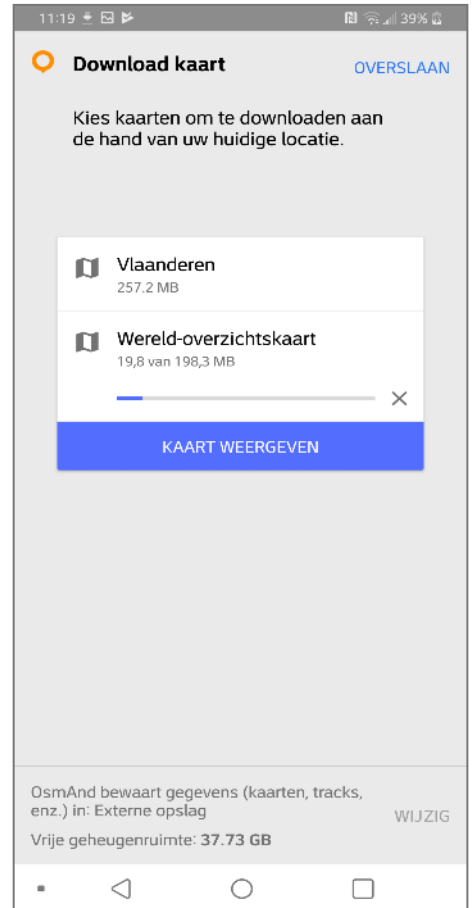 11:19 39%
Download kaart OVERSLAAN
Kies kaarten om te downloaden aan
de hand van uw huidige locatie.
Vlaanderen
257.2 MB
Wereld-overzichtskaart
19,8 van 198,3 MB
KAART WEERGEVEN
OsmAnd bewaart gegevens (kaarten, tracks,
enz.) in: Externe opslag
WIJZIG
Vrije geheugenruimte: 37.73 GB